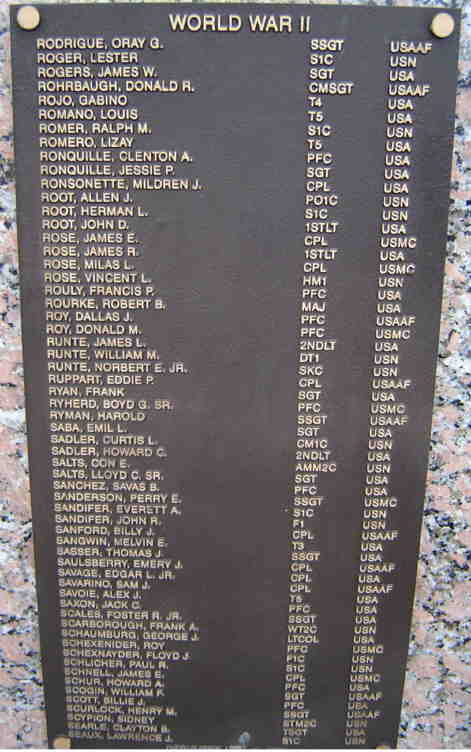 WORLD WAR II
RODRIGUE, ORAY G. SSGT USAAF
ROGER, LESTER S1C USN
ROGERS, JAMES W. SGT USA
ROHRBAUGH, DONALD R. CMSGT USAAF
ROJO, GABINO T4 USA
ROMANO, LOUIS T5 USA
ROMER, RALPH M. S1C USN
ROMERO, LIZAY T5 USA
RONQUILLE, CLENTON A. PFC USA
RONQUILLE, JESSIE P. SGT USA
RONSONETTE, MILDREN J. CPL USA
ROOT, ALLEN J. PO1C USN
ROOT, HERMAN L. S1C USN
ROOT, JOHN D. 1STLT USA
ROSE, JAMES E. CPL USMC
ROSE, JAMES R. 1STLT USA
ROSE, MILAS L. CPL USMC
ROSE, VINCENT L. HM1 USN
ROULY, FRANCIS P. PFC USA
ROURKE, ROBERT B. MAJ USA
ROY, DALLAS J. PFC USAAF
ROY, DONALD M. PFC USMC
RUNTE, JAMES L. 2NDLT USA
RUNTE, WILLIAM M. DT1 USN
RUNTE, NORBERT E. JR. SKC USN
RUPPART, EDDIE P. CPL USAAF
RYAN, FRANK SGT USA
RYHERD, BOYD G. SR. PFC USMC
RYMAN, HAROLD SSGT USAAF
SABA, EMIL L. SGT USA
SADLER, CURTIS L. CM1C USN
SADLER, HOWARD C. 2NDLT USA
SALTS, CON E. AMM2C USN
SALTS, LLOYD C. SR. SGT USA
SANCHEZ, SAVAS B. PFC USA
SANDERSON, PERRY E. SSGT USMC
SANDIFER, EVERETT A. S1C USN
SANDIFER, JOHN R. F1 USN
SANFORD, BILLY J. CPL USAAF
SANGWIN, MELVIN E. T3 USA
SASSER, THOMAS J. SSGT USA
SAULSBERRY, EMERY J. CPL USAAF
SAVAGE, EDGAR L. JR. CPL USA
SAVARINO, SAM J. CPL USAAF
SAVOIE, ALEX J. T5 USA
SAXON, JACK C. PFC USA
SCALES, FOSTER R. JR. SSGT USA
SCARBOROUGH, FRANK A. WT2C USN
SCHAUMBURG, GEORGE J. LTCOL USA
SCHEXENIDER, ROY PFC USMC
SCHEXNAYDER, FLOYD J. F1C USN
SCHLICHER, PAUL R. S1C USN
SCHNELL, JAMES E. CPL USMC
SCHUR, HOWARD A. PFC USA
SCOGIN, WILLIAM F. SGT USAAF
SCOTT, BILLIE J. PFC USA
SCURLOCK, HENRY M. SSGT USAAF
SCYPION, SIDNEY STM2C USN
SEARLE, CLAYTON B. TSGT USA
SEAUX, LAWRENCE J. S1C USN